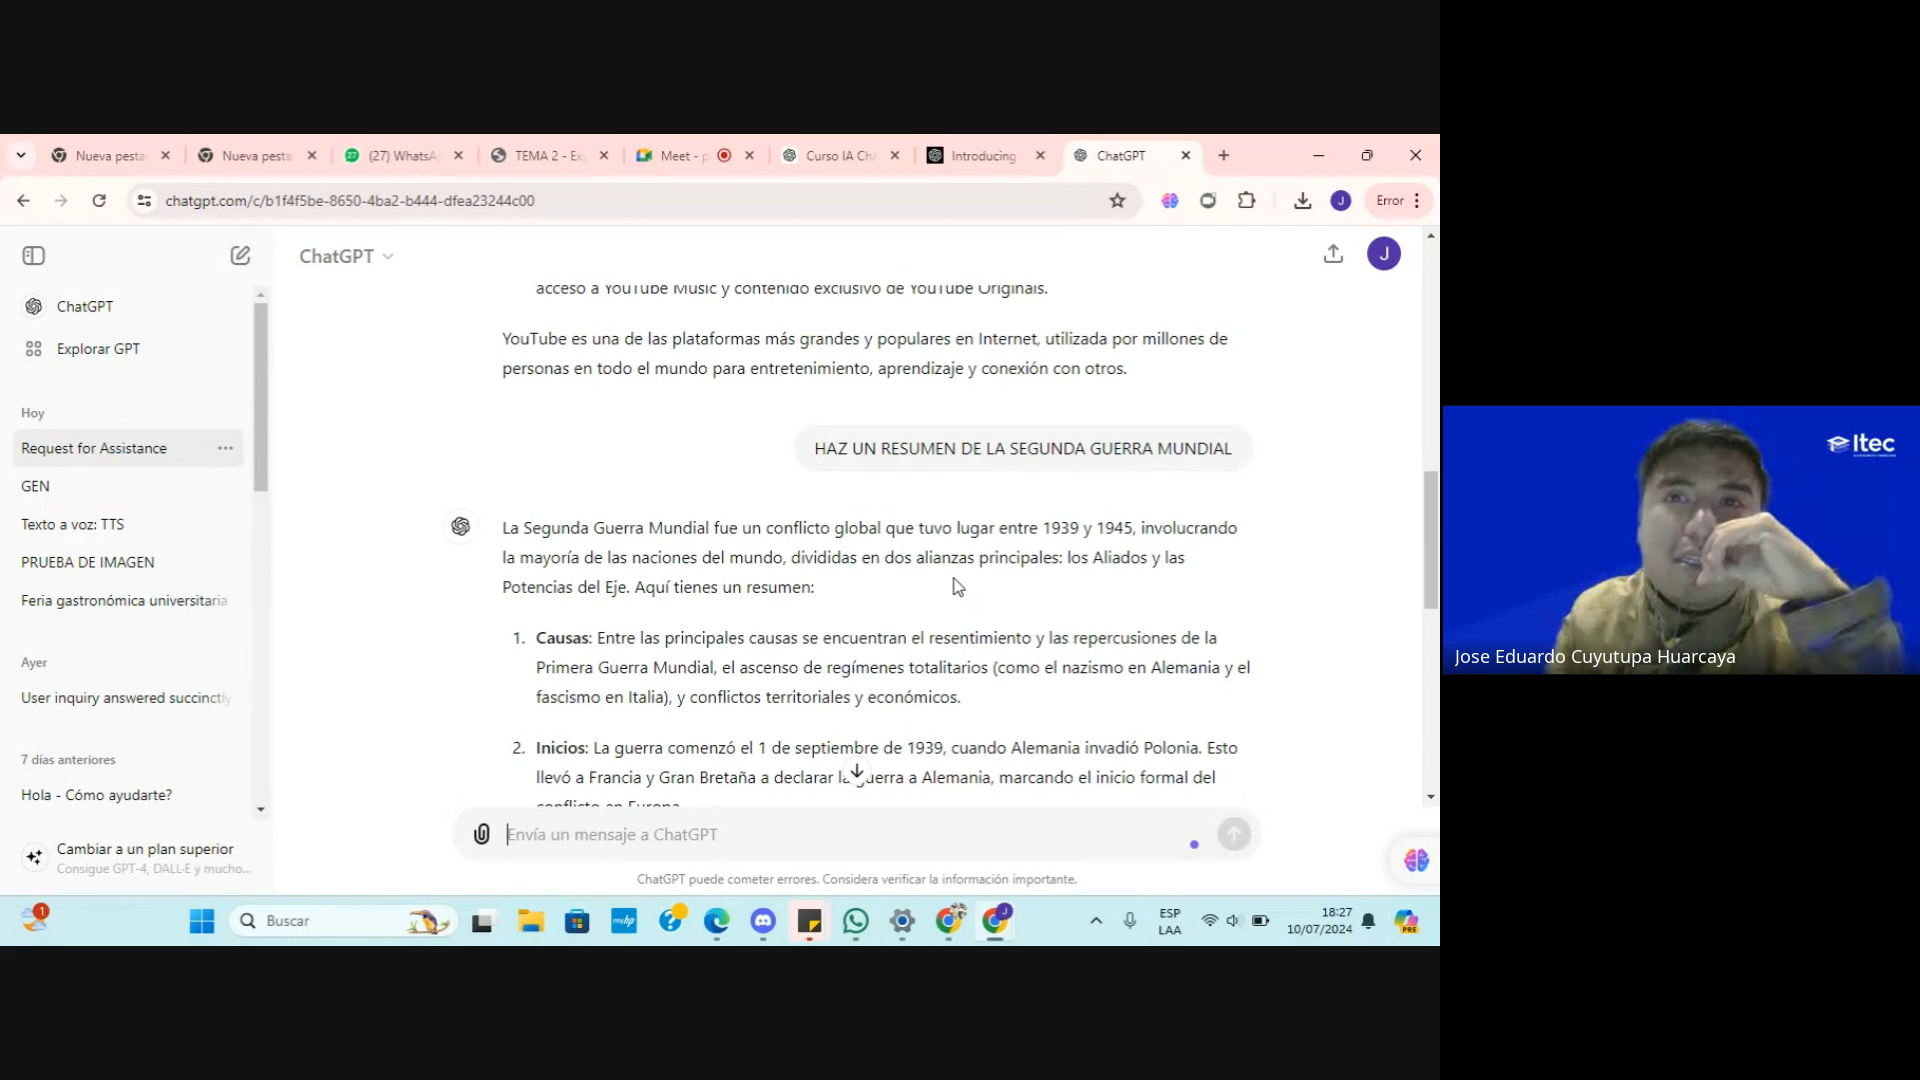 Nueva pesta
Nueva pesta
(27) WhatsA
TEMA 2 - Ex
Meet - p
Curso IA Cha
Introducing
ChatGPT
chatgpt.com/c/b1f4f5be-8650-4ba2-b444-dfea23244c00
J
Error
ChatGPT
J
ChatGPT
Explorar GPT
Hoy
Request for Assistance
GEN
Texto a voz: TTS
PRUEBA DE IMAGEN
Feria gastronómica universitaria
Ayer
User inquiry answered succinctly
7 días anteriores
Hola - Cómo ayudarte?
Cambiar a un plan superior
Consigue GPT-4, DALL·E y mucho...
acceso a YouTube Music y contenido exclusivo de YouTube Originals.
YouTube es una de las plataformas más grandes y populares en Internet, utilizada por millones de
personas en todo el mundo para entretenimiento, aprendizaje y conexión con otros.
HAZ UN RESUMEN DE LA SEGUNDA GUERRA MUNDIAL
La Segunda Guerra Mundial fue un conflicto global que tuvo lugar entre 1939 y 1945, involucrando
la mayoría de las naciones del mundo, divididas en dos alianzas principales: los Aliados y las
Potencias del Eje. Aquí tienes un resumen:
1. Causas: Entre las principales causas se encuentran el resentimiento y las repercusiones de la
Primera Guerra Mundial, el ascenso de regímenes totalitarios (como el nazismo en Alemania y el
fascismo en Italia), y conflictos territoriales y económicos.
2. Inicios: La guerra comenzó el 1 de septiembre de 1939, cuando Alemania invadió Polonia. Esto
llevó a Francia y Gran Bretaña a declarar la guerra a Alemania, marcando el inicio formal del
conflicto en Europa.
Envía un mensaje a ChatGPT
ChatGPT puede cometer errores. Considera verificar la información importante.
1
Buscar
myhp
J
ESP
LAA
18:27
10/07/2024
PRE
Itec
Jose Eduardo Cuyutupa Huarcaya